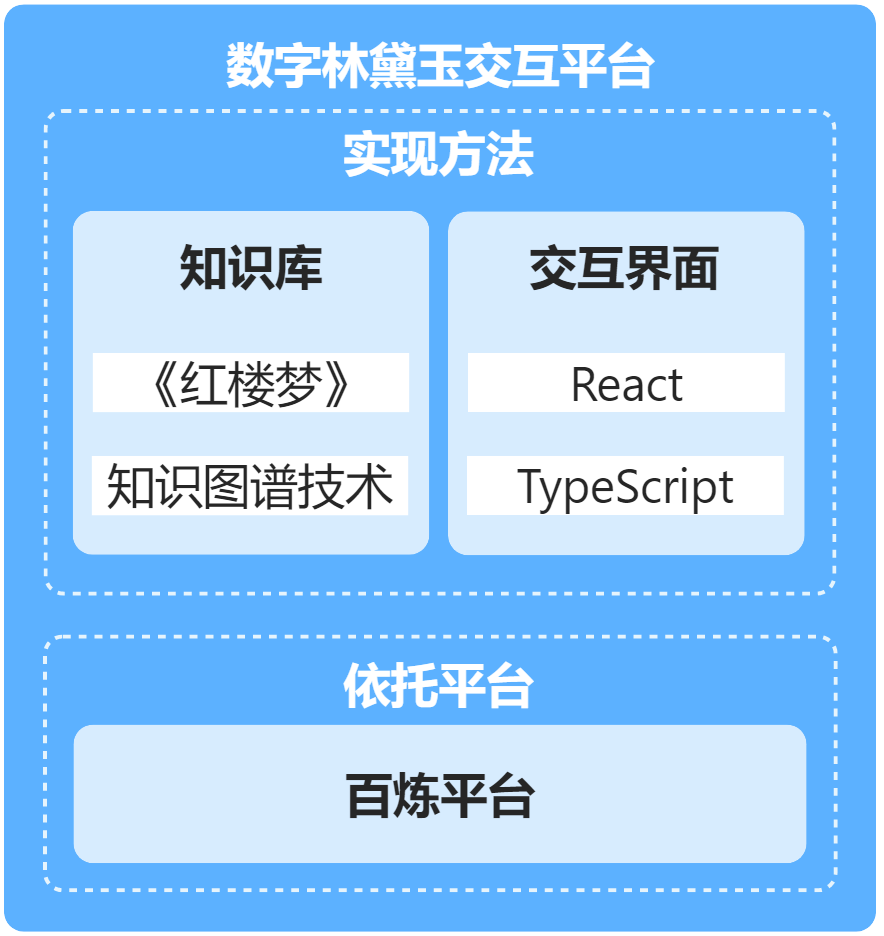 数字林黛玉交互平台
实现方法
知识库
《红楼梦》
知识图谱技术
交互界面
React
TypeScript
依托平台
百炼平台